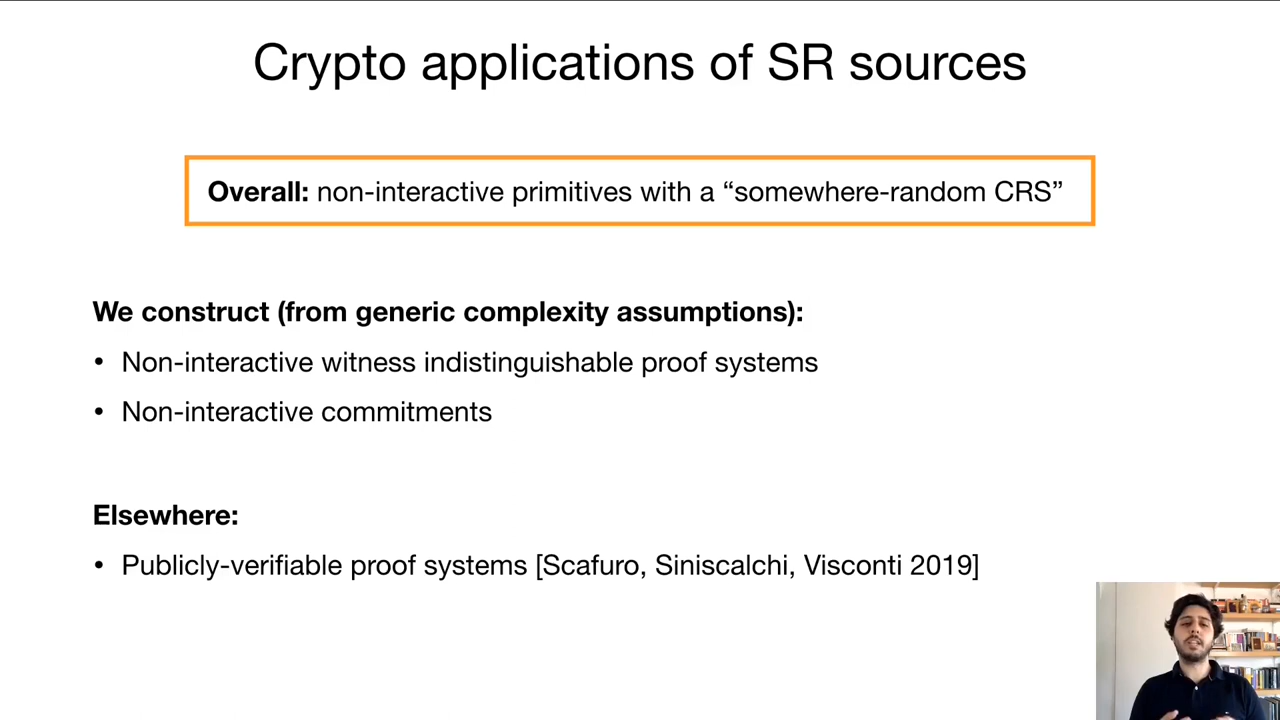 Crypto applications of SR sources
Overall: non-interactive primitives with a “somewhere-random CRS”
We construct (from generic complexity assumptions):
• Non-interactive witness indistinguishable proof systems
• Non-interactive commitments
Elsewhere:
• Publicly-verifiable proof systems [Scafuro, Siniscalchi, Visconti 2019]